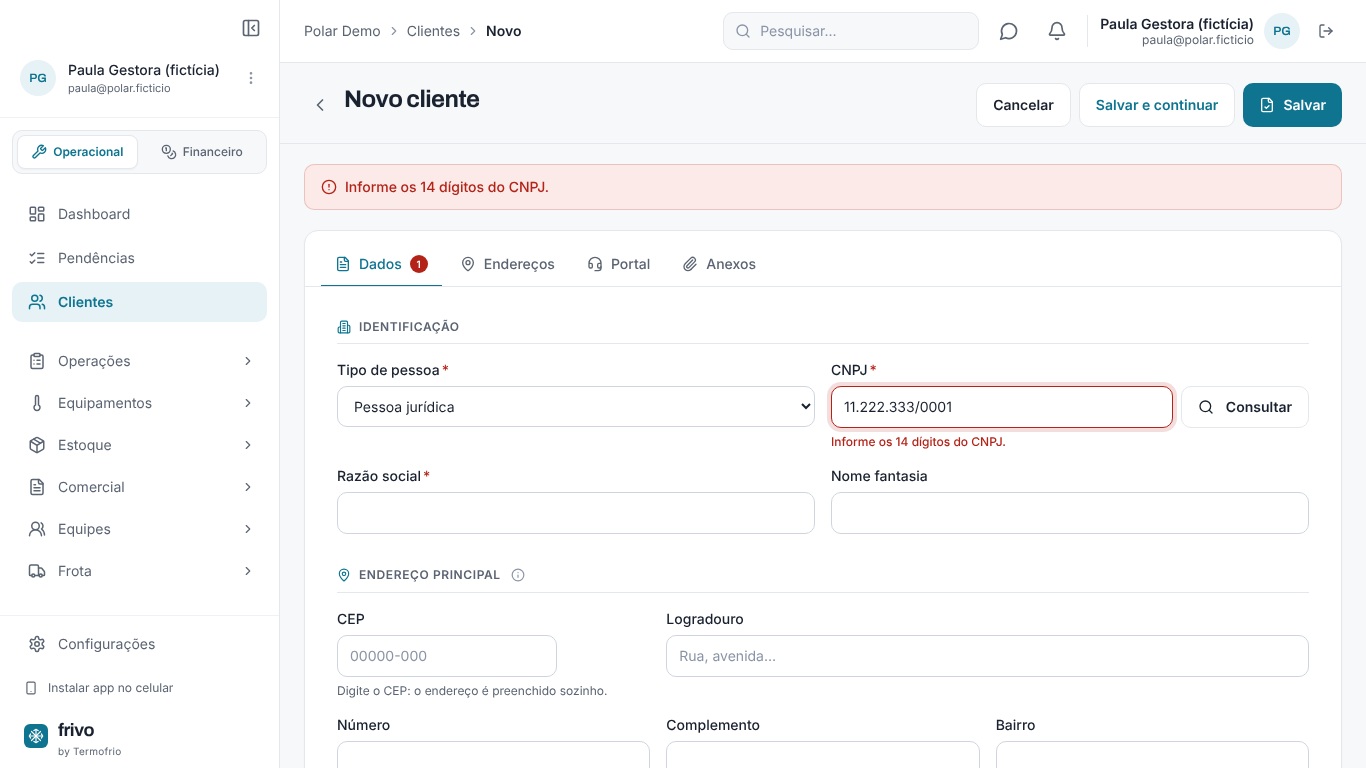 Polar Demo > Clientes > Novo
Pesquisar...
Paula Gestora (fictícia)
paula@polar.ficticio
PG
PG
Paula Gestora (fictícia)
paula@polar.ficticio
Operacional
Financeiro
Dashboard
Pendências
Clientes
Operações
Equipamentos
Estoque
Comercial
Equipes
Frota
Configurações
Instalar app no celular
frivo
by Termofrio
Novo cliente
Cancelar
Salvar e continuar
Salvar
Informe os 14 dígitos do CNPJ.
Dados 1
Endereços
Portal
Anexos
IDENTIFICAÇÃO
Tipo de pessoa*
CNPJ*
Pessoa jurídica
11.222.333/0001
Consultar
Informe os 14 dígitos do CNPJ.
Razão social*
Nome fantasia
ENDEREÇO PRINCIPAL
CEP
Logradouro
00000-000
Rua, avenida...
Digite o CEP: o endereço é preenchido sozinho.
Número
Complemento
Bairro